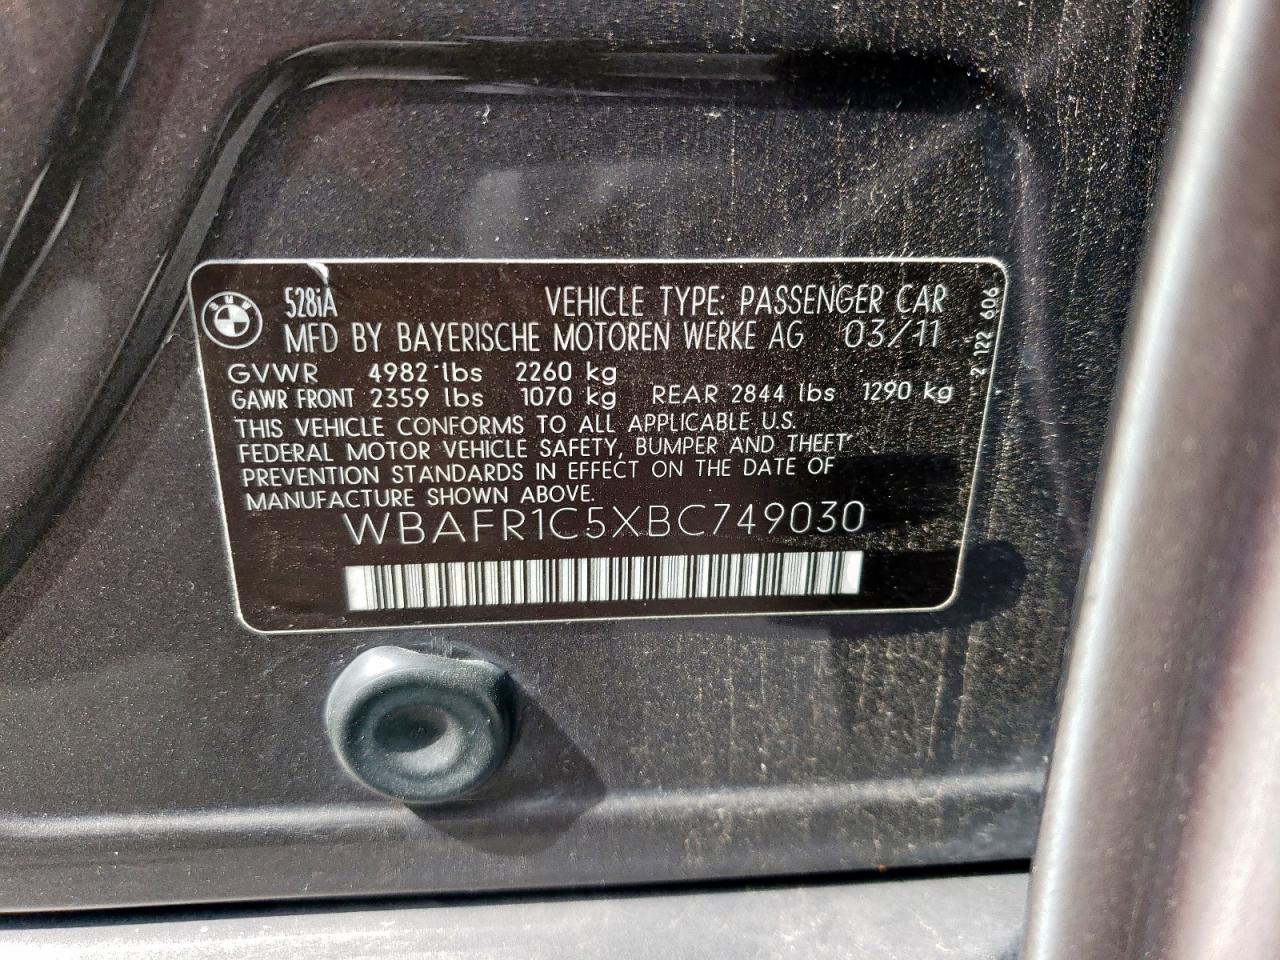 BMW 528iA VEHICLE TYPE: PASSENGER CAR
MFD BY BAYERISCHE MOTOREN WERKE AG 03/11
GVWR 4982 lbs 2260 kg
GAWR FRONT 2359 lbs 1070 kg REAR 2844 lbs 1290 kg
THIS VEHICLE CONFORMS TO ALL APPLICABLE U.S.
FEDERAL MOTOR VEHICLE SAFETY, BUMPER AND THEFT
PREVENTION STANDARDS IN EFFECT ON THE DATE OF
MANUFACTURE SHOWN ABOVE.
WBAFR1C5XBC749030
2 122 606